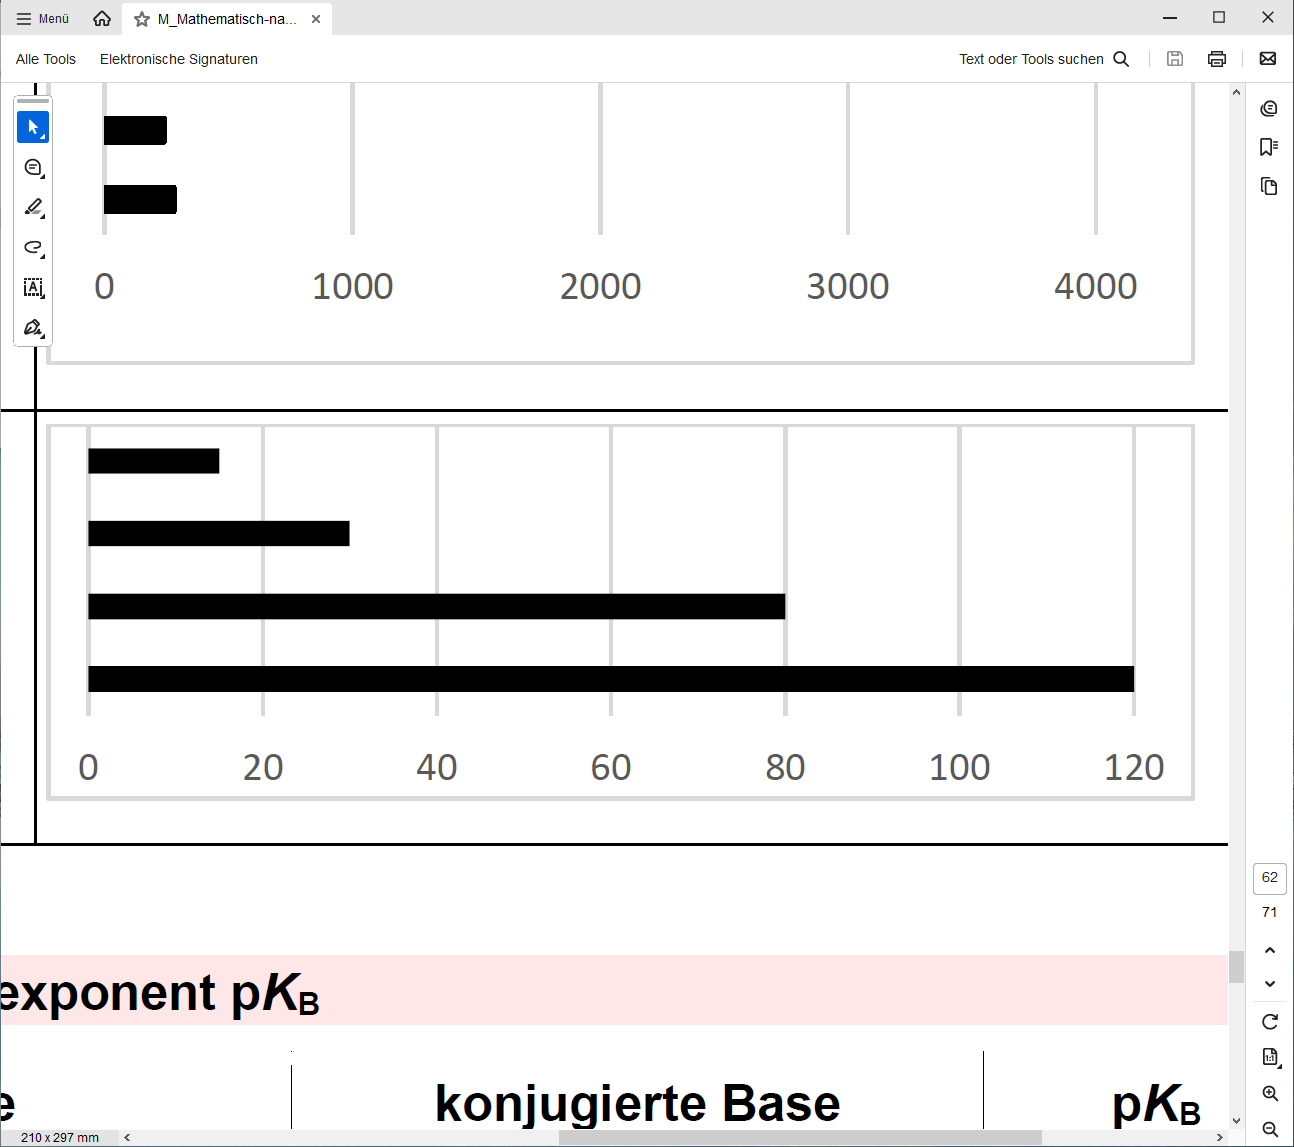 Menü
M_Mathematisch-na...
Alle Tools
Elektronische Signaturen
Text oder Tools suchen
0 1000 2000 3000 4000
0 20 40 60 80 100 120
62
71
exponent pKB
e
konjugierte Base
pKB
210 x 297 mm